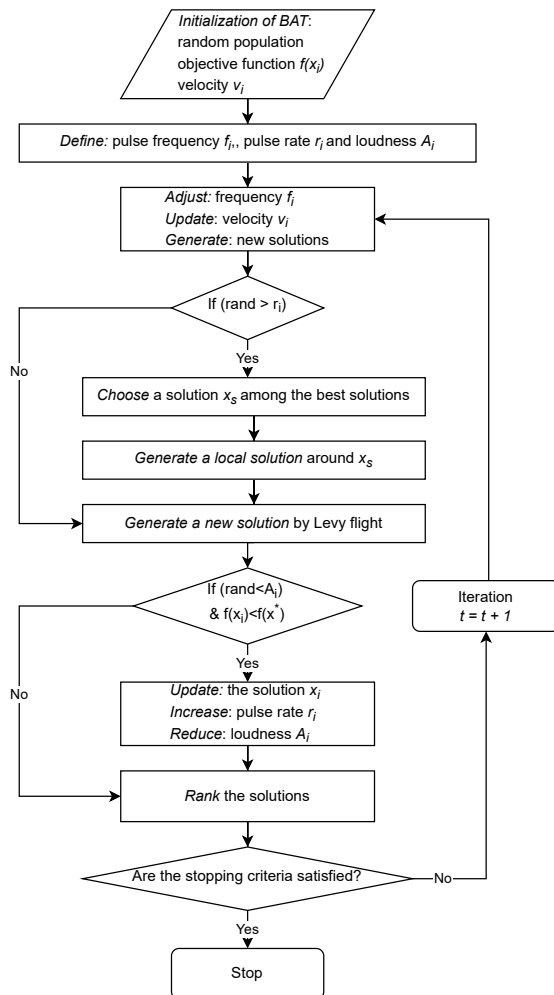 Initialization of BAT:
random population
objective function f(xᵢ)
velocity vᵢ
Define: pulse frequency fᵢ,, pulse rate rᵢ and loudness Aᵢ
Adjust: frequency fᵢ
Update: velocity vᵢ
Generate: new solutions
If (rand > rᵢ)
No
Yes
Choose a solution xₛ among the best solutions
Generate a local solution around xₛ
Generate a new solution by Levy flight
If (rand<Aᵢ)
& f(xᵢ)<f(x*)
Iteration
t = t + 1
No
Yes
Update: the solution xᵢ
Increase: pulse rate rᵢ
Reduce: loudness Aᵢ
Rank the solutions
Are the stopping criteria satisfied?
No
Yes
Stop